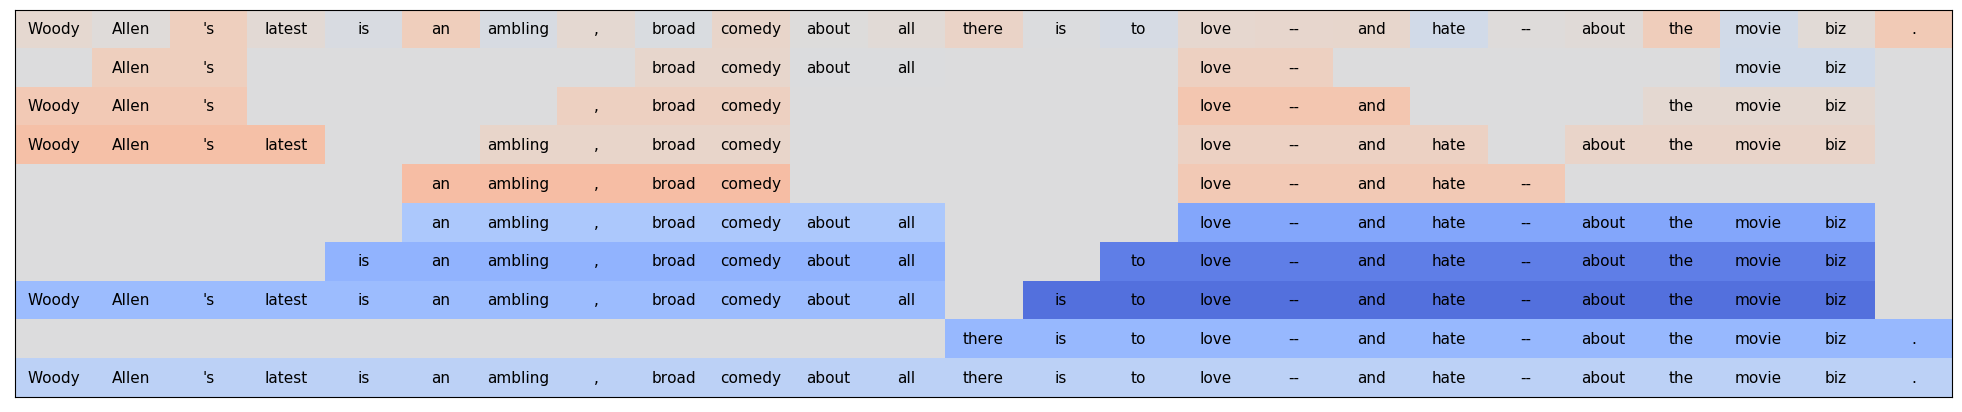 Woody Allen 's latest is an ambling , broad comedy about all there is to love -- and hate -- about the movie biz .
Allen 's broad comedy about all love -- movie biz
Woody Allen 's , broad comedy love -- and the movie biz
Woody Allen 's latest ambling , broad comedy love -- and hate about the movie biz
an ambling , broad comedy love -- and hate --
an ambling , broad comedy about all love -- and hate -- about the movie biz
is an ambling , broad comedy about all to love -- and hate -- about the movie biz
Woody Allen 's latest is an ambling , broad comedy about all is to love -- and hate -- about the movie biz
there is to love -- and hate -- about the movie biz .
Woody Allen 's latest is an ambling , broad comedy about all there is to love -- and hate -- about the movie biz .